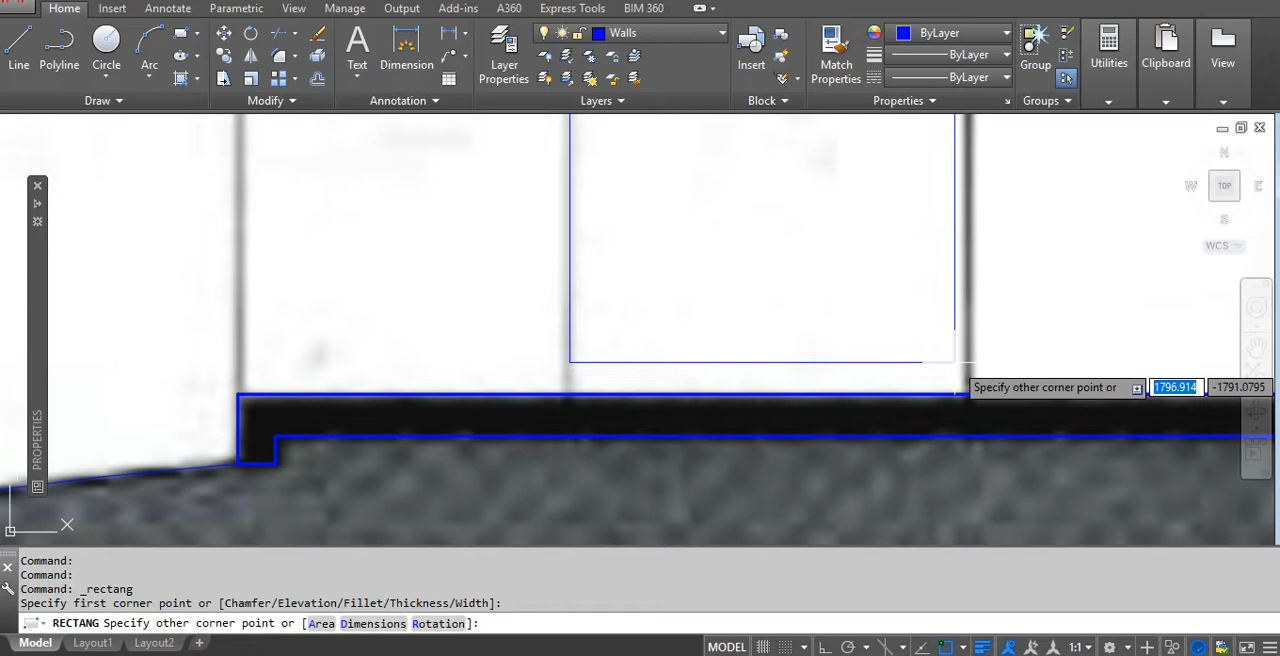 Home Insert Annotate Parametric View Manage Output Add-ins A360 Express Tools BIM 360
Walls
ByLayer
Line Polyline Circle Arc
Text Dimension
Layer Properties
Insert
Match Properties
ByLayer
ByLayer
Group Utilities Clipboard View
Draw Modify Annotation Layers Block Properties Groups
N
W TOP E
S
WCS
PROPERTIES
Specify other corner point or 1796.914 -1791.0795
X
Command:
Command:
Command: _rectang
Specify first corner point or [Chamfer/Elevation/Fillet/Thickness/Width]:
RECTANG Specify other corner point or [Area Dimensions Rotation]:
Model Layout1 Layout2 +
MODEL 1:1